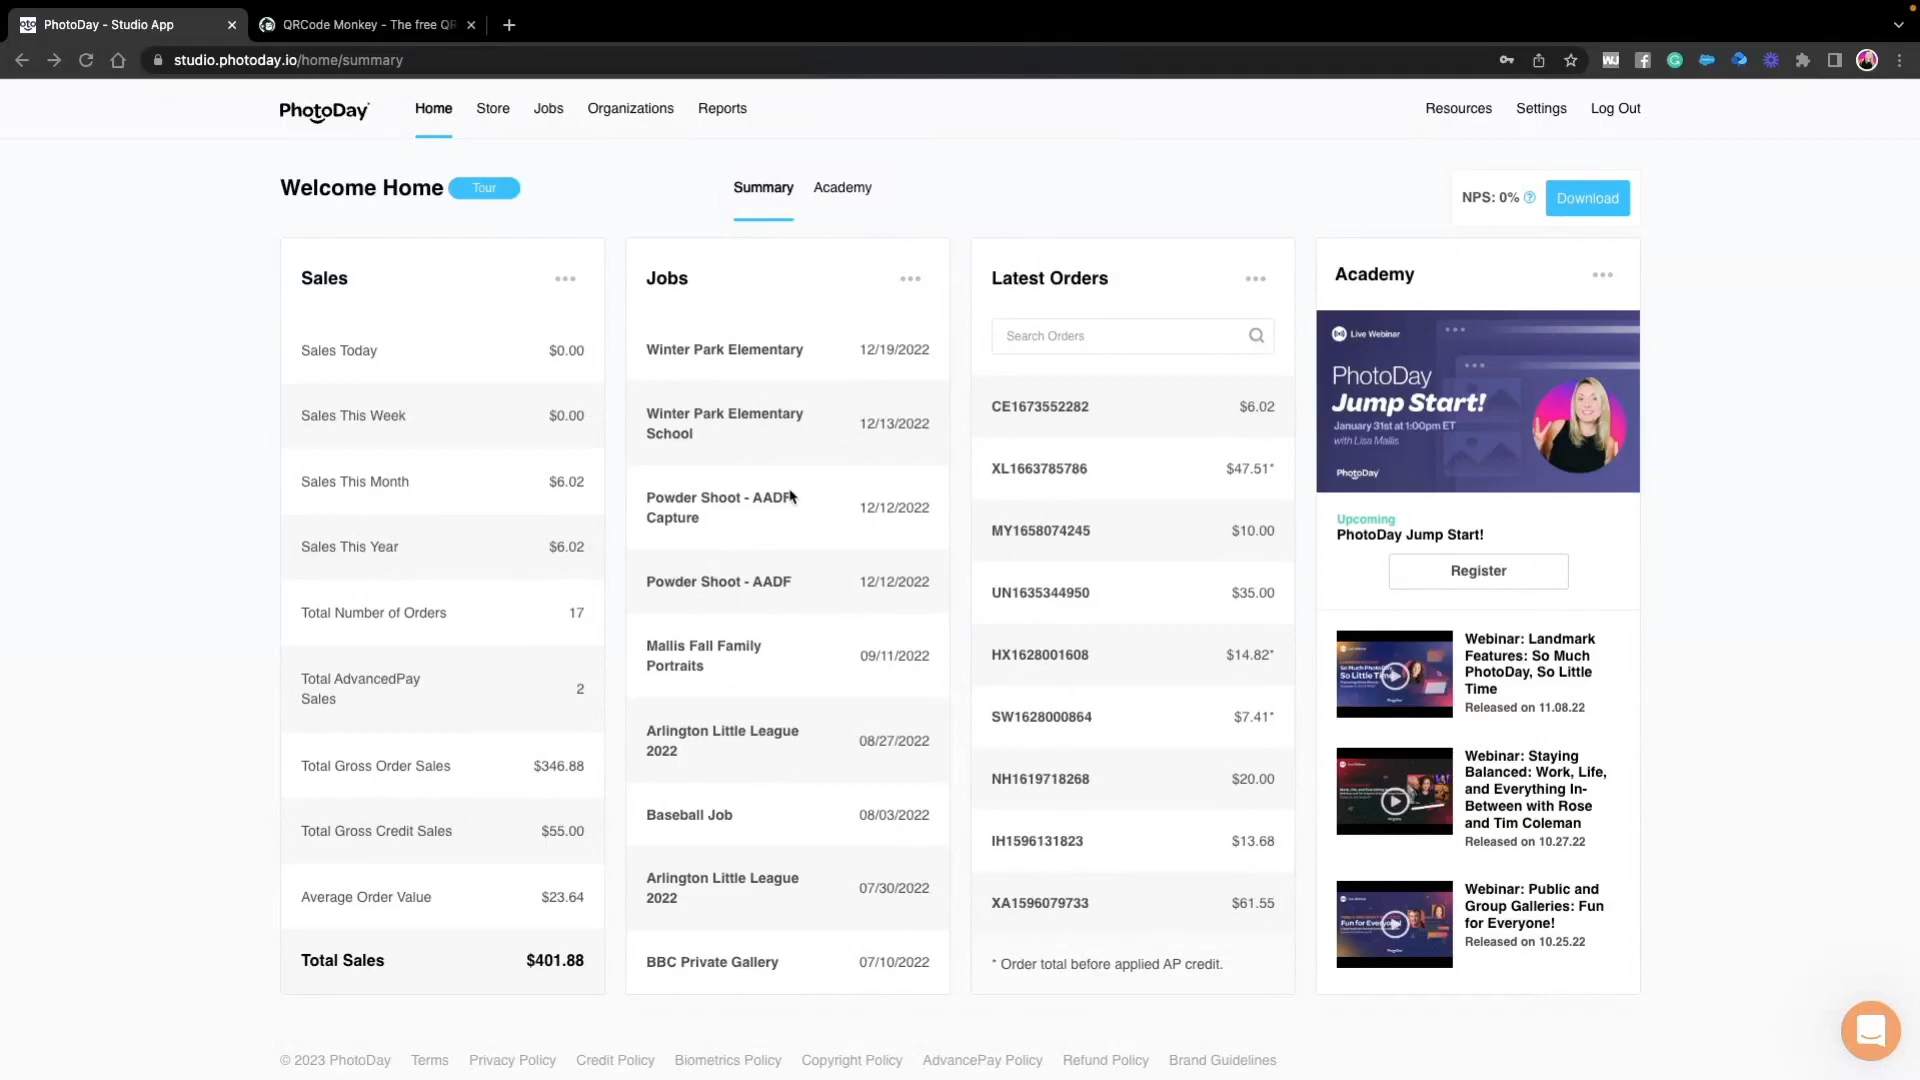 PhotoDay - Studio App
QRCode Monkey - The free QR
studio.photoday.io/home/summary
PhotoDay
Home
Store
Jobs
Organizations
Reports
Resources
Settings
Log Out
Welcome Home
Tour
Summary
Academy
NPS: 0%
Download
Sales
Sales Today $0.00
Sales This Week $0.00
Sales This Month $6.02
Sales This Year $6.02
Total Number of Orders 17
Total AdvancedPay
Sales
2
Total Gross Order Sales $346.88
Total Gross Credit Sales $55.00
Average Order Value $23.64
Total Sales $401.88
Jobs
Winter Park Elementary 12/19/2022
Winter Park Elementary
School
12/13/2022
Powder Shoot - AADF
Capture
12/12/2022
Powder Shoot - AADF 12/12/2022
Mallis Fall Family
Portraits
09/11/2022
Arlington Little League
2022
08/27/2022
Baseball Job 08/03/2022
Arlington Little League
2022
07/30/2022
BBC Private Gallery 07/10/2022
Latest Orders
Search Orders
CE1673552282 $6.02
XL1663785786 $47.51*
MY1658074245 $10.00
UN1635344950 $35.00
HX1628001608 $14.82*
SW1628000864 $7.41*
NH1619718268 $20.00
IH1596131823 $13.68
XA1596079733 $61.55
* Order total before applied AP credit.
Academy
Live Webinar
PhotoDay
Jump Start!
January 31st at 1:00pm ET
with Lisa Mallis
PhotoDay
Upcoming
PhotoDay Jump Start!
Register
Webinar: Landmark
Features: So Much
PhotoDay, So Little
Time
Released on 11.08.22
Webinar: Staying
Balanced: Work, Life,
and Everything In-
Between with Rose
and Tim Coleman
Released on 10.27.22
Webinar: Public and
Group Galleries: Fun
for Everyone!
Released on 10.25.22
© 2023 PhotoDay
Terms
Privacy Policy
Credit Policy
Biometrics Policy
Copyright Policy
AdvancePay Policy
Refund Policy
Brand Guidelines